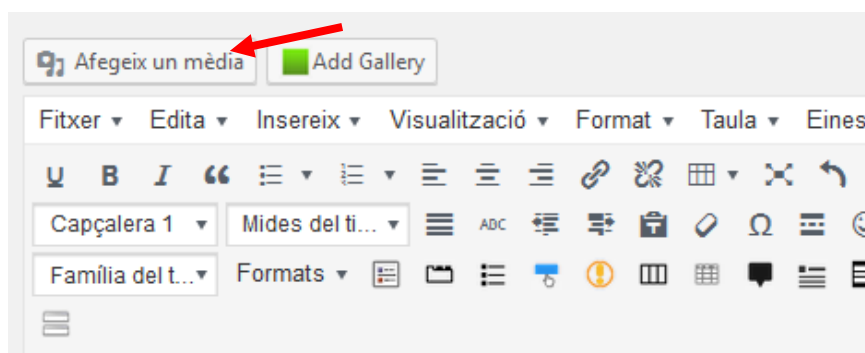 Afegeix un mèdia Add Gallery
Fitxer Edita Insereix Visualització Format Taula Eines
U B I
Capçalera 1 Mides del ti... ABC Ω
Família del t... Formats